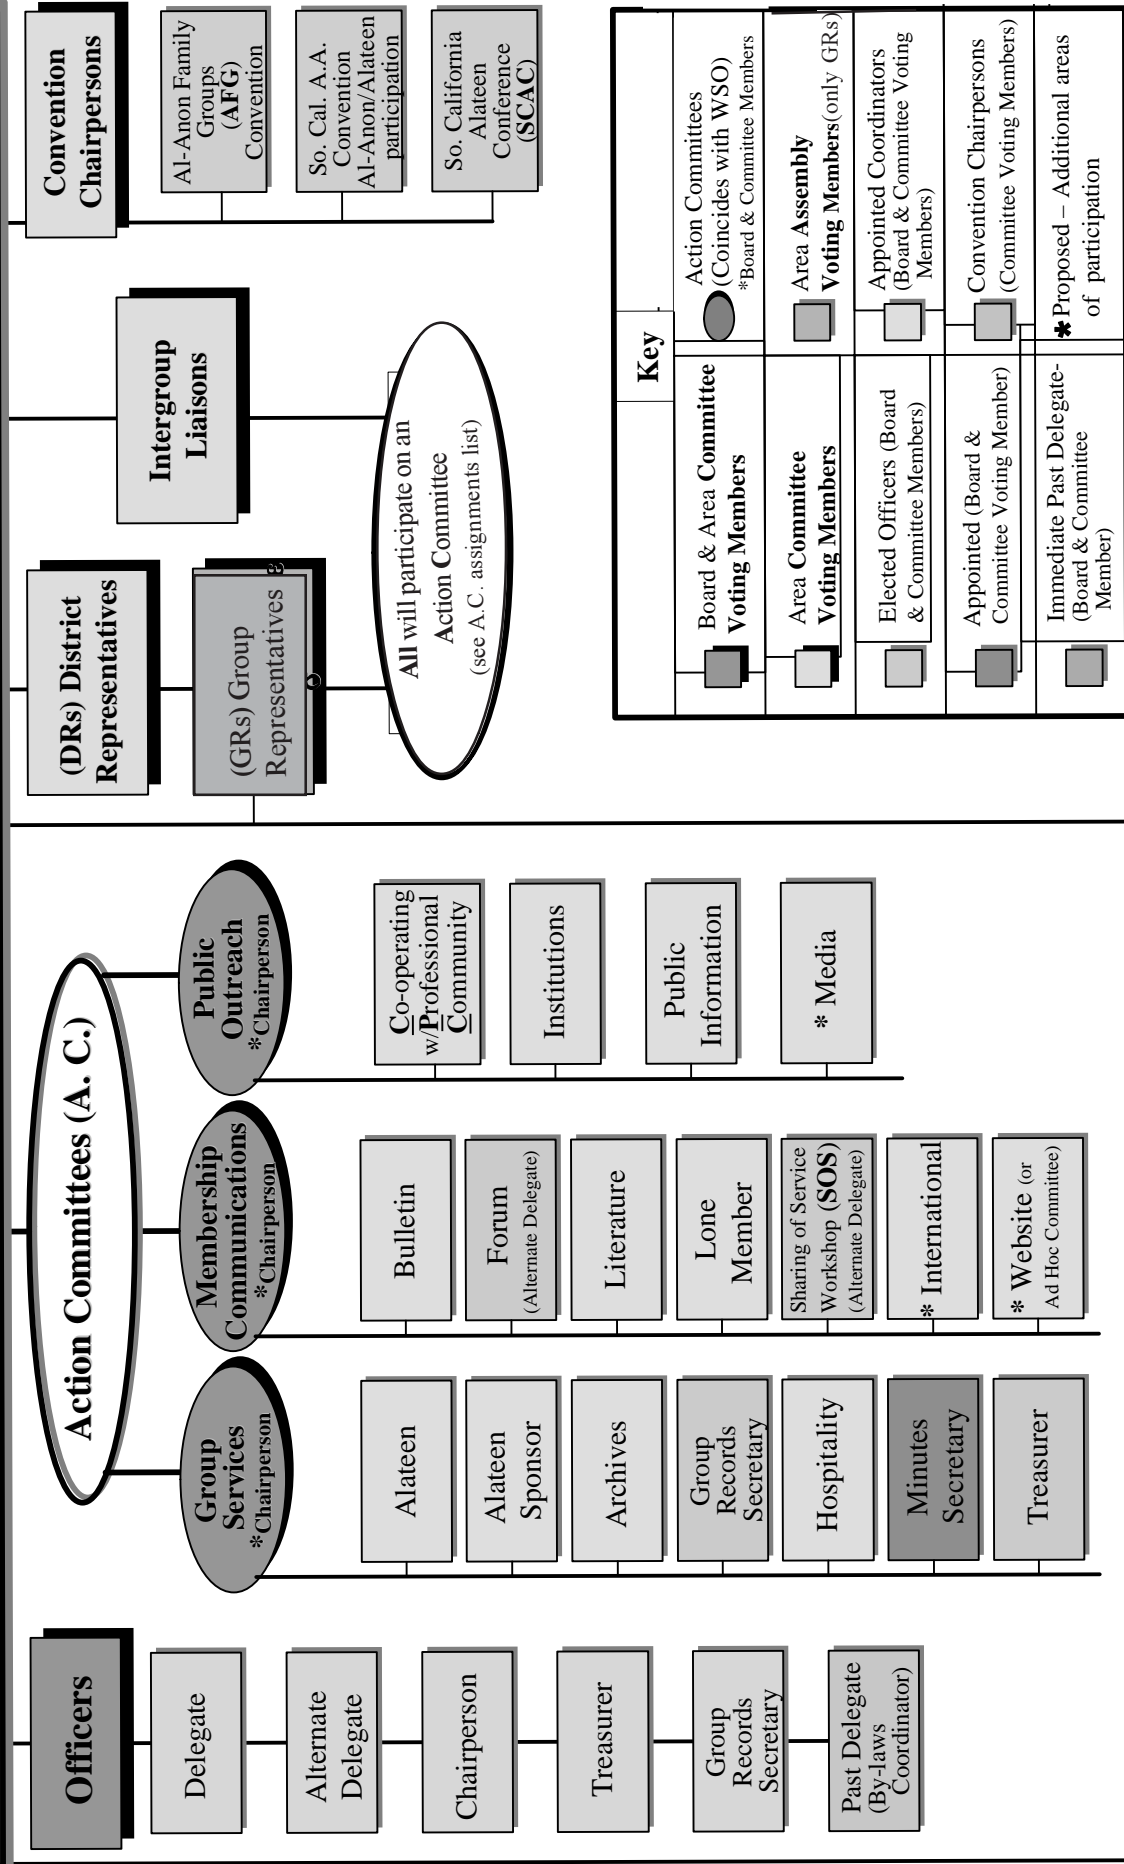 Officers
Delegate
Alternate
Delegate
Chairperson
Treasurer
Group
Records
Secretary
Past Delegate
(By-laws
Coordinator)
Action Committees (A. C.)
Group
Services
*Chairperson
Alateen
Alateen
Sponsor
Archives
Group
Records
Secretary
Hospitality
Minutes
Secretary
Treasurer
Membership
Communications
*Chairperson
Bulletin
Forum
(Alternate Delegate)
Literature
Lone
Member
Sharing of Service
Workshop (SOS)
(Alternate Delegate)
* International
* Website (or
Ad Hoc Committee)
Public
Outreach
*Chairperson
Co-operating
w/Professional
Community
Institutions
Public
Information
* Media
(DRs) District
Representatives
(GRs) Group
Representatives
Intergroup
Liaisons
All will participate on an
Action Committee
(see A.C. assignments list)
Convention
Chairpersons
Al-Anon Family
Groups
(AFG)
Convention
So. Cal. A.A.
Convention
Al-Anon/Alateen
participation
So. California
Alateen
Conference
(SCAC)
Key
Board & Area Committee
Voting Members
Action Committees
(Coincides with WSO)
*Board & Committee Members
Area Committee
Voting Members
Area Assembly
Voting Members(only GRs)
Elected Officers (Board
& Committee Members)
Appointed Coordinators
(Board & Committee Voting
Members)
Appointed (Board &
Committee Voting Member)
Convention Chairpersons
(Committee Voting Members)
Immediate Past Delegate-
(Board & Committee
Member)
*Proposed – Additional areas
of participation